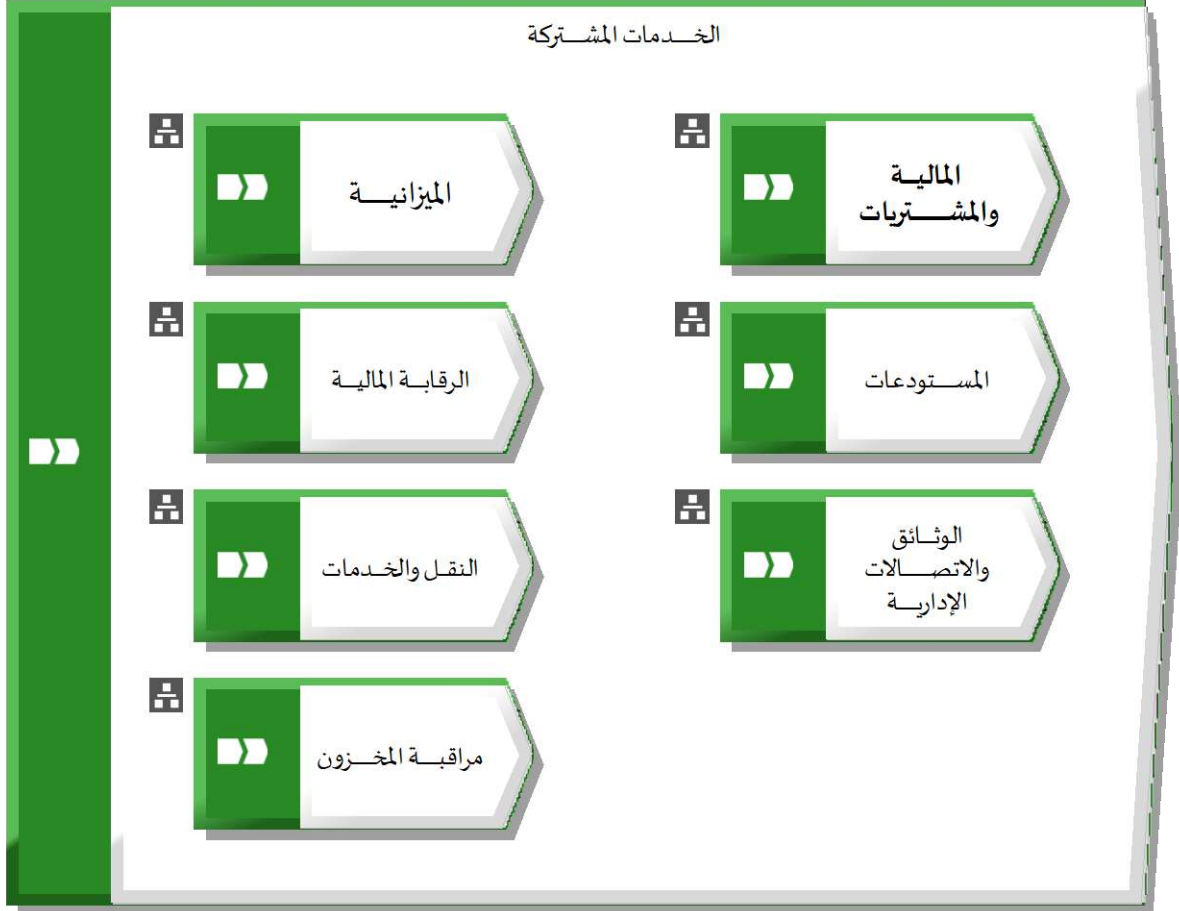 الخدمات المشتركة
المالية
والمشتريات
الميزانية
المستودعات
الرقابة المالية
الوثائق
والاتصالات
الإدارية
النقل والخدمات
مراقبة المخزون